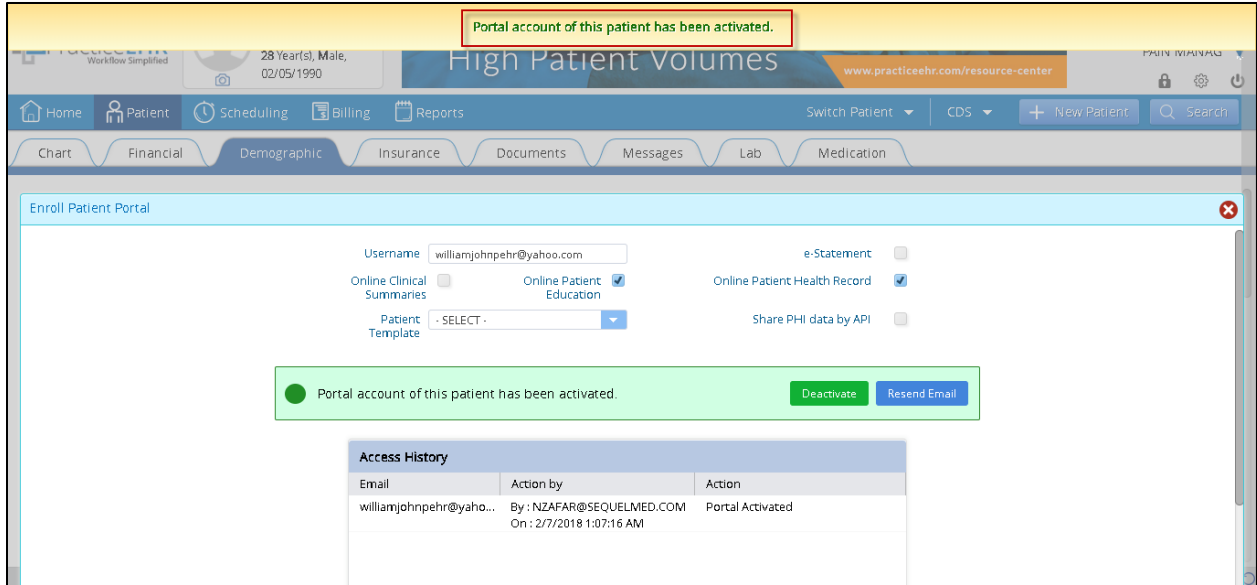 Portal account of this patient has been activated.
Workflow Simplified
28 Year(s), Male,
02/05/1990
High Patient Volumes
www.practiceehr.com/resource-center
PAIN MANAG
Home Patient Scheduling Billing Reports Switch Patient CDS New Patient Search
Chart Financial Demographic Insurance Documents Messages Lab Medication
Enroll Patient Portal
Username williamjohnpehr@yahoo.com e-Statement
Online Clinical Summaries Online Patient Education Online Patient Health Record
Patient Template - SELECT - Share PHI data by API
Portal account of this patient has been activated. Deactivate Resend Email
Access History
Email Action by Action
williamjohnpehr@yaho... By : NZAFAR@SEQUELMED.COM Portal Activated
On : 2/7/2018 1:07:16 AM